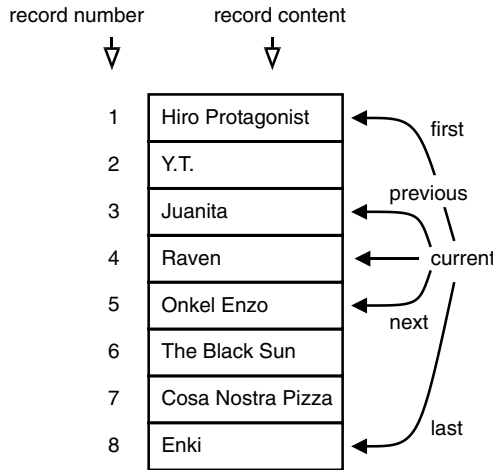 record number record content
1 Hiro Protagonist
first
2 Y.T.
previous
3 Juanita
4 Raven current
5 Onkel Enzo
next
6 The Black Sun
7 Cosa Nostra Pizza
last
8 Enki